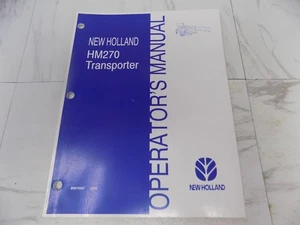 NEW HOLLAND
HM270
Transporter
OPERATOR'S MANUAL
NEW HOLLAND